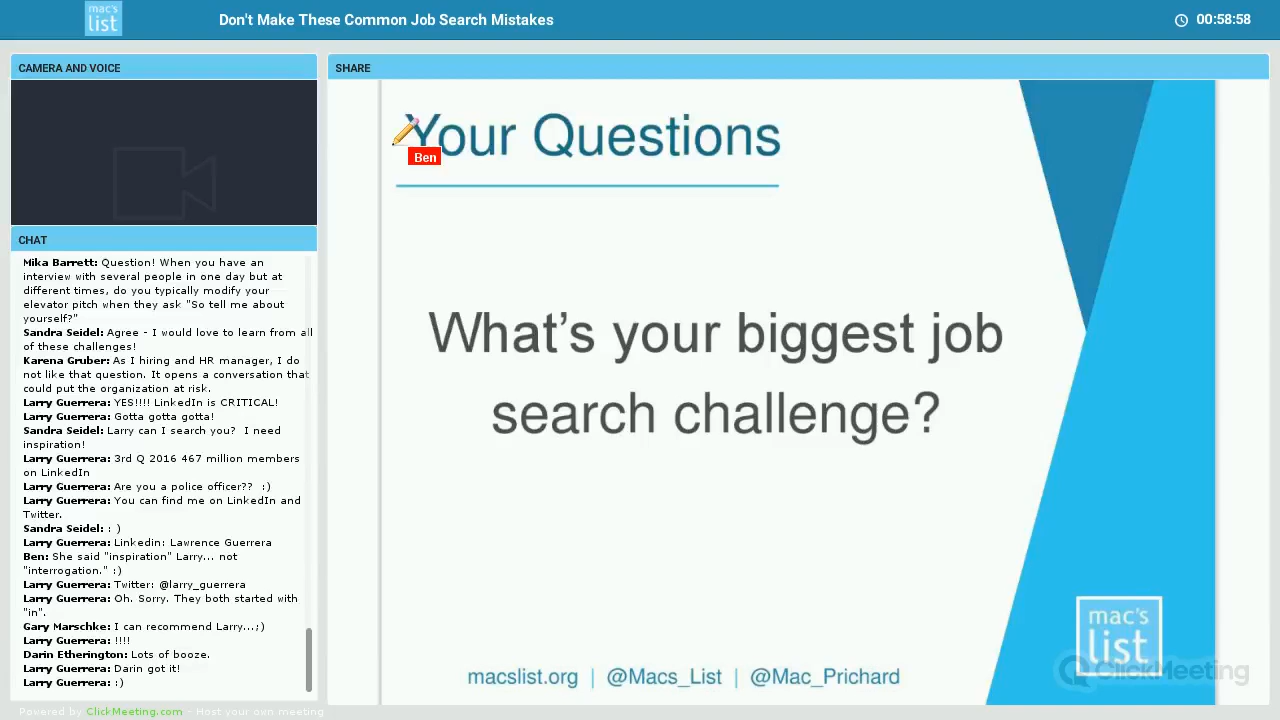 mac's
list
Don't Make These Common Job Search Mistakes
00:58:58
CAMERA AND VOICE
CHAT
Mika Barrett: Question! When you have an
interview with several people in one day but at
different times, do you typically modify your
elevator pitch when they ask "So tell me about
yourself?"
Sandra Seidel: Agree - I would love to learn from all
of these challenges!
Karena Gruber: As I hiring and HR manager, I do
not like that question. It opens a conversation that
could put the organization at risk.
Larry Guerrera: YES!!!! LinkedIn is CRITICAL!
Larry Guerrera: Gotta gotta gotta!
Sandra Seidel: Larry can I search you?  I need
inspiration!
Larry Guerrera: 3rd Q 2016 467 million members
on LinkedIn
Larry Guerrera: Are you a police officer??  :)
Larry Guerrera: You can find me on LinkedIn and
Twitter.
Sandra Seidel: : )
Larry Guerrera: Linkedin: Lawrence Guerrera
Ben: She said "inspiration" Larry... not
"interrogation." :)
Larry Guerrera: Twitter: @larry_guerrera
Larry Guerrera: Oh. Sorry. They both started with
"in".
Gary Marschke: I can recommend Larry...;)
Larry Guerrera: !!!!
Darin Etherington: Lots of booze.
Larry Guerrera: Darin got it!
Larry Guerrera: :)
Powered by ClickMeeting.com - Host your own meeting
SHARE
Your Questions
Ben
What's your biggest job
search challenge?
macslist.org | @Macs_List | @Mac_Prichard
mac's
list
ClickMeeting